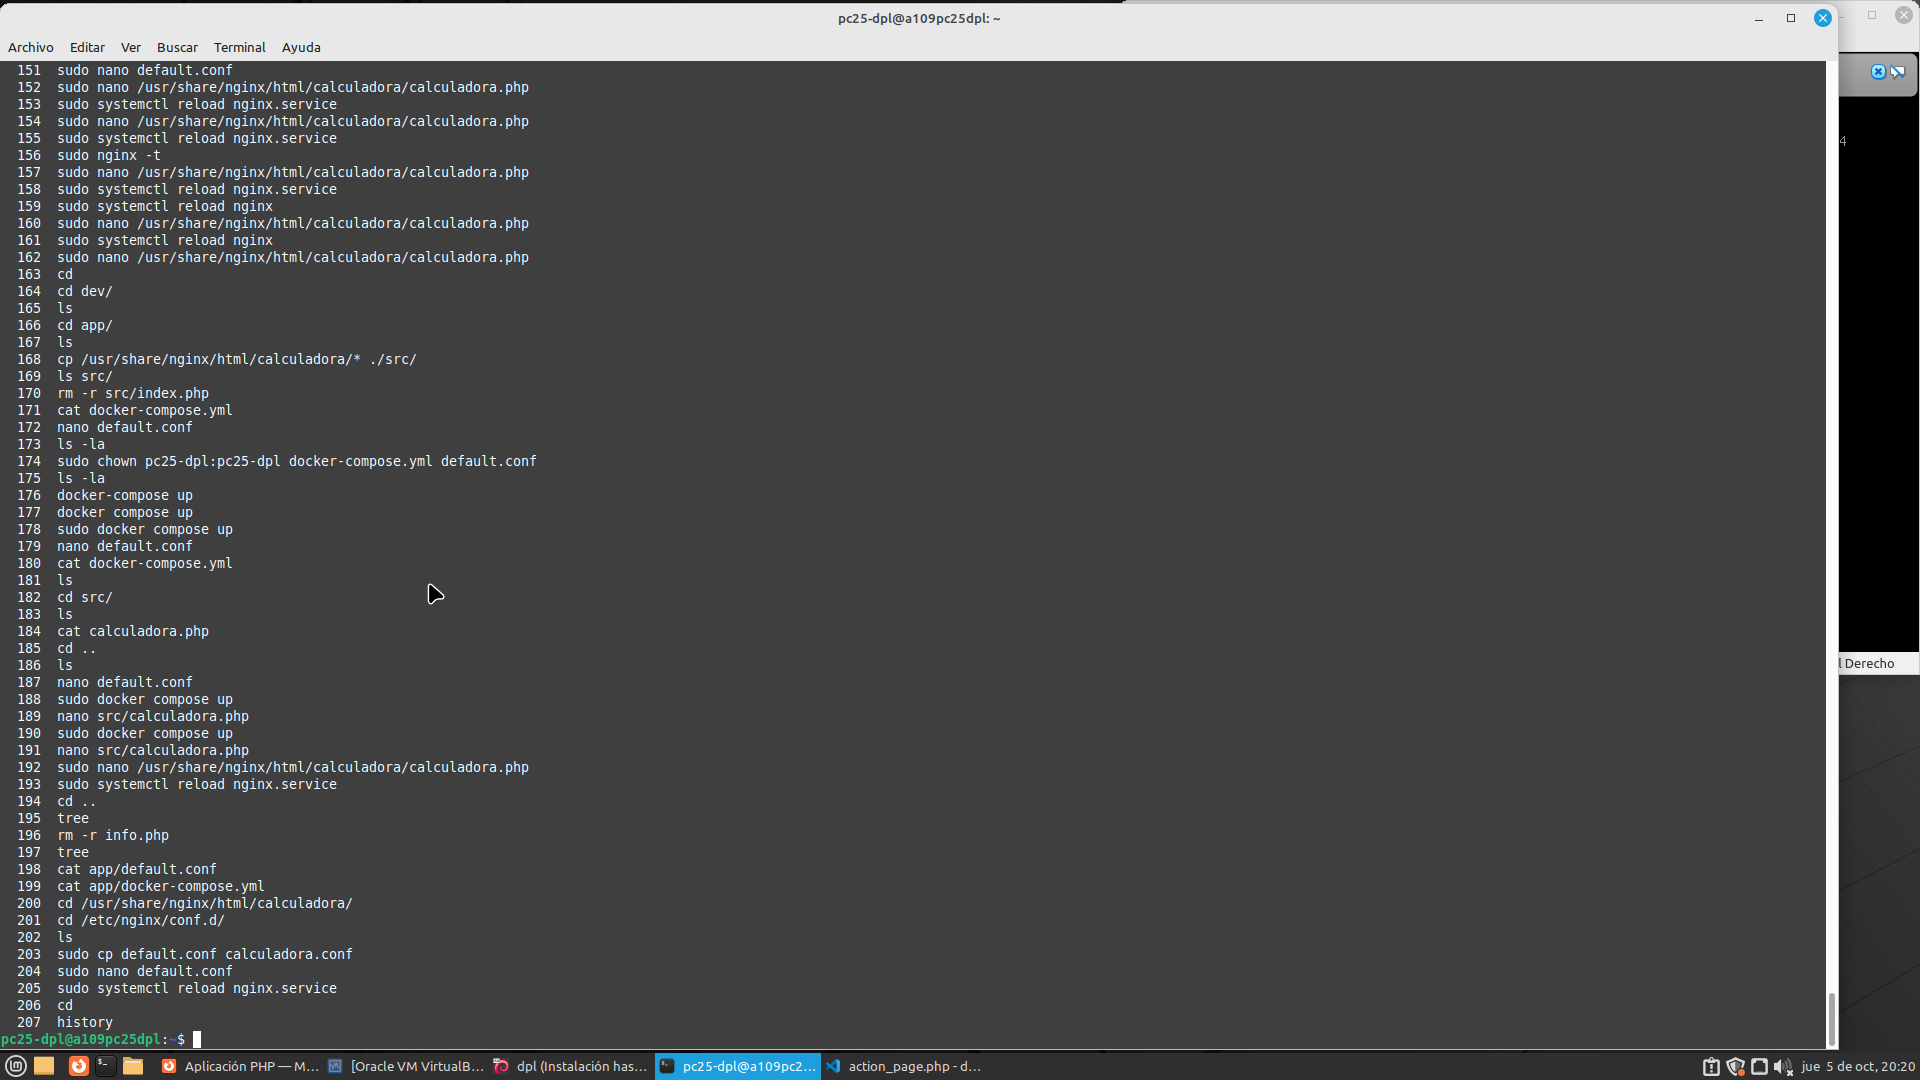 pc25-dpl@a109pc25dpl: ~
Archivo Editar Ver Buscar Terminal Ayuda
151 sudo nano default.conf
152 sudo nano /usr/share/nginx/html/calculadora/calculadora.php
153 sudo systemctl reload nginx.service
154 sudo nano /usr/share/nginx/html/calculadora/calculadora.php
155 sudo systemctl reload nginx.service
156 sudo nginx -t
157 sudo nano /usr/share/nginx/html/calculadora/calculadora.php
158 sudo systemctl reload nginx.service
159 sudo systemctl reload nginx
160 sudo nano /usr/share/nginx/html/calculadora/calculadora.php
161 sudo systemctl reload nginx
162 sudo nano /usr/share/nginx/html/calculadora/calculadora.php
163 cd
164 cd dev/
165 ls
166 cd app/
167 ls
168 cp /usr/share/nginx/html/calculadora/* ./src/
169 ls src/
170 rm -r src/index.php
171 cat docker-compose.yml
172 nano default.conf
173 ls -la
174 sudo chown pc25-dpl:pc25-dpl docker-compose.yml default.conf
175 ls -la
176 docker-compose up
177 docker compose up
178 sudo docker compose up
179 nano default.conf
180 cat docker-compose.yml
181 ls
182 cd src/
183 ls
184 cat calculadora.php
185 cd ..
186 ls
187 nano default.conf
188 sudo docker compose up
189 nano src/calculadora.php
190 sudo docker compose up
191 nano src/calculadora.php
192 sudo nano /usr/share/nginx/html/calculadora/calculadora.php
193 sudo systemctl reload nginx.service
194 cd ..
195 tree
196 rm -r info.php
197 tree
198 cat app/default.conf
199 cat app/docker-compose.yml
200 cd /usr/share/nginx/html/calculadora/
201 cd /etc/nginx/conf.d/
202 ls
203 sudo cp default.conf calculadora.conf
204 sudo nano default.conf
205 sudo systemctl reload nginx.service
206 cd
207 history
pc25-dpl@a109pc25dpl:~$
4
l Derecho
Aplicación PHP — M... [Oracle VM VirtualB... dpl (Instalación has... pc25-dpl@a109pc2... action_page.php - d... jue 5 de oct, 20:20